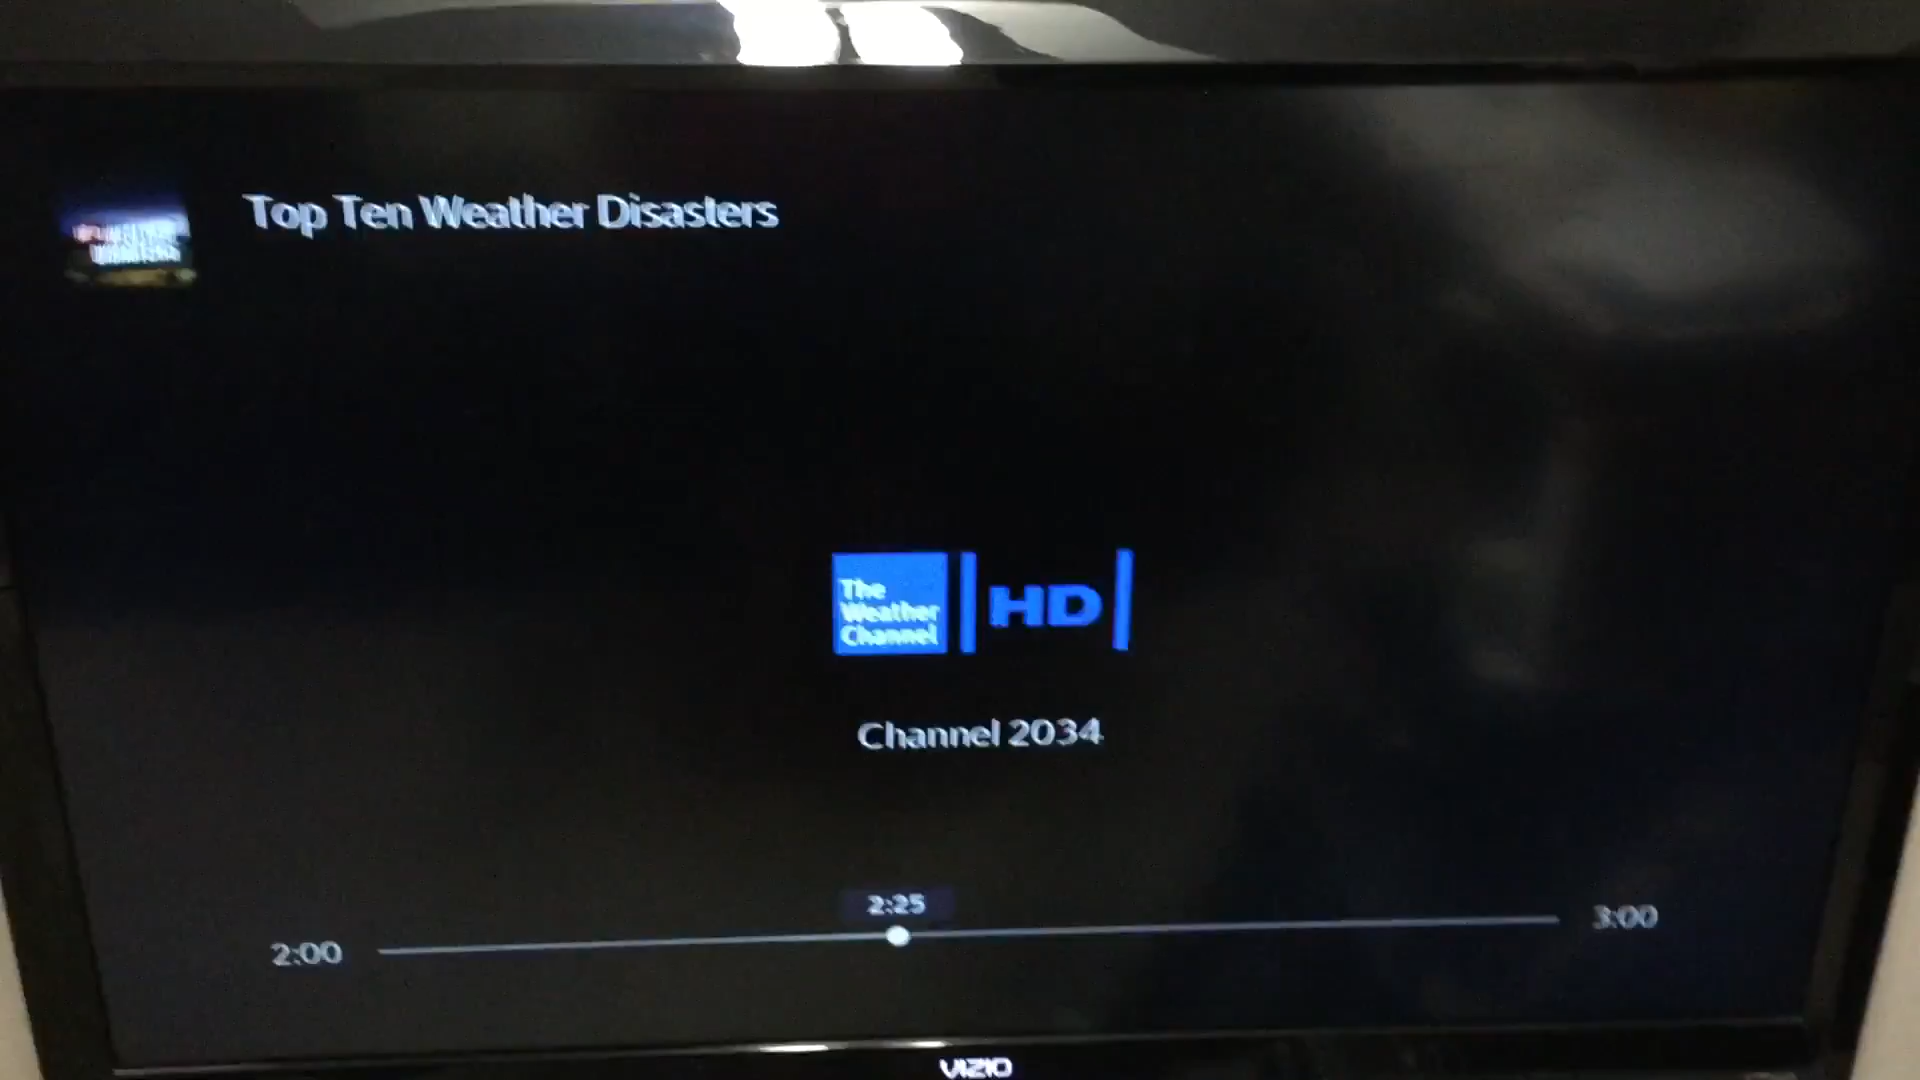 Top Ten Weather Disasters
The
Weather
Channel
HD
Channel 2034
2:25
2:00
3:00
VIZIO